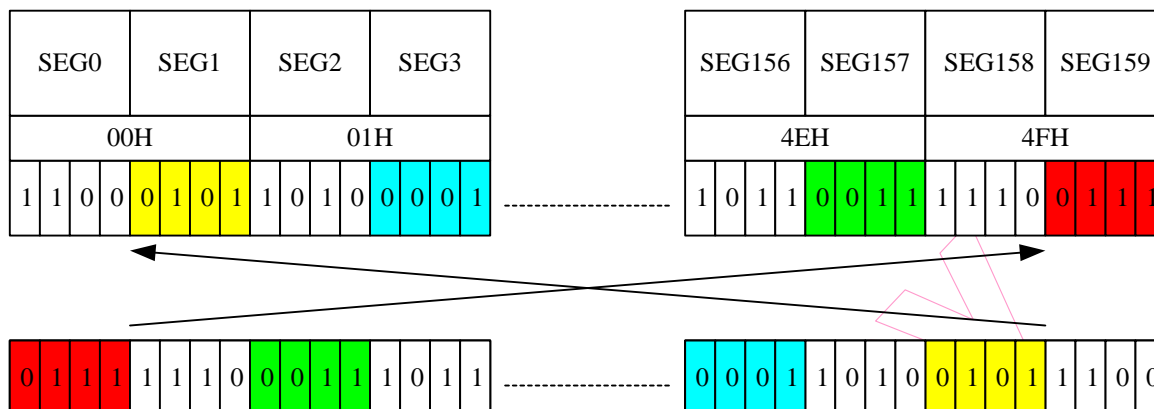 SEG0 SEG1 SEG2 SEG3 SEG156 SEG157 SEG158 SEG159
00H 01H 4EH 4FH
1 1 0 0 0 1 0 1 1 0 1 0 0 0 0 1 1 0 1 1 0 0 1 1 1 1 1 0 0 1 1 1
0 1 1 1 1 1 1 0 0 0 1 1 1 0 1 1 0 0 0 1 1 0 1 0 0 1 0 1 1 1 0 0